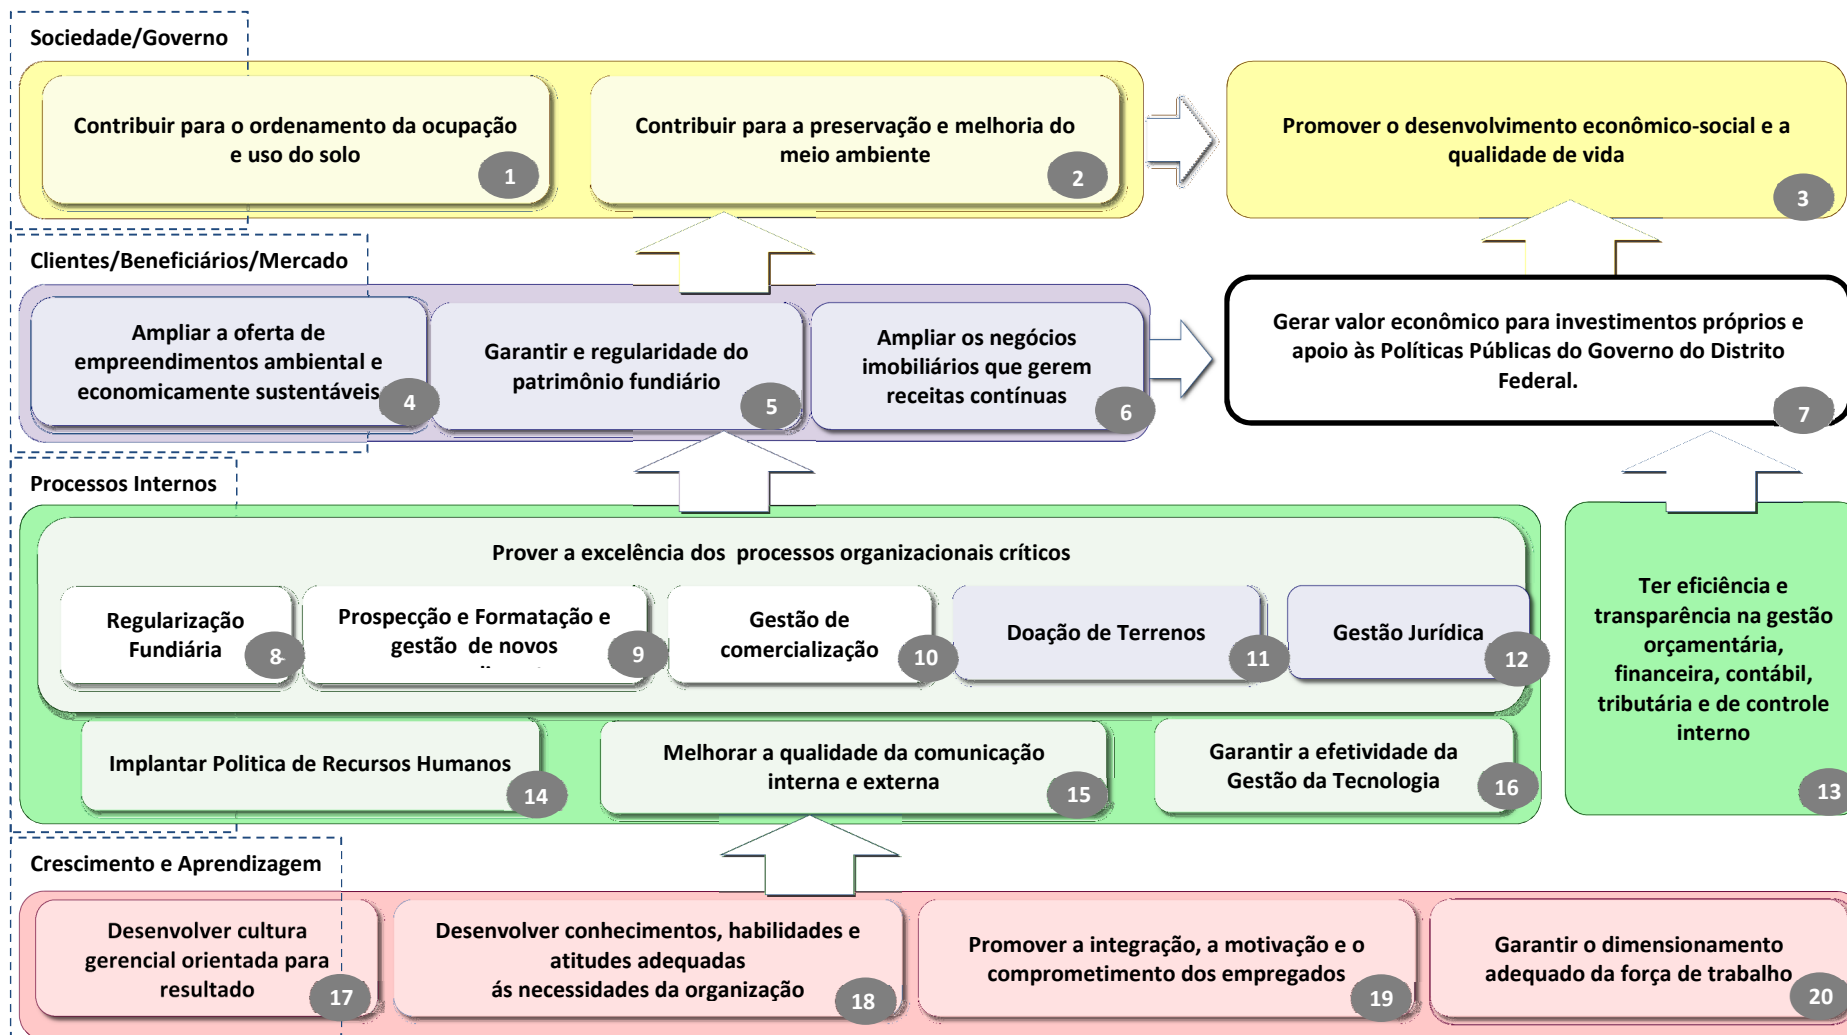 Sociedade/Governo
Contribuir para o ordenamento da ocupação
e uso do solo
1
Contribuir para a preservação e melhoria do
meio ambiente
2
Promover o desenvolvimento econômico-social e a
qualidade de vida
3
Clientes/Beneficiários/Mercado
Ampliar a oferta de
empreendimentos ambiental e
economicamente sustentáveis
4
Garantir e regularidade do
patrimônio fundiário
5
Ampliar os negócios
imobiliários que gerem
receitas contínuas
6
Gerar valor econômico para investimentos próprios e
apoio às Políticas Públicas do Governo do Distrito
Federal.
7
Processos Internos
Prover a excelência dos processos organizacionais críticos
Regularização
Fundiária
8
Prospecção e Formatação e
gestão de novos
9
Gestão de
comercialização
10
Doação de Terrenos
11
Gestão Jurídica
12
Ter eficiência e
transparência na gestão
orçamentária,
financeira, contábil,
tributária e de controle
interno
13
Implantar Politica de Recursos Humanos
14
Melhorar a qualidade da comunicação
interna e externa
15
Garantir a efetividade da
Gestão da Tecnologia
16
Crescimento e Aprendizagem
Desenvolver cultura
gerencial orientada para
resultado
17
Desenvolver conhecimentos, habilidades e
atitudes adequadas
ás necessidades da organização
18
Promover a integração, a motivação e o
comprometimento dos empregados
19
Garantir o dimensionamento
adequado da força de trabalho
20